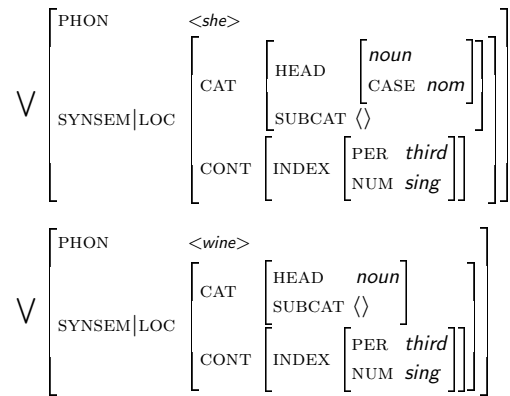 PHON <she>
noun
HEAD
CASE nom
CAT
SUBCAT ⟨⟩
SYNSEM|LOC
PER third
CONT INDEX
NUM sing
∨
PHON <wine>
HEAD noun
CAT
SUBCAT ⟨⟩
SYNSEM|LOC
PER third
CONT INDEX
NUM sing
∨